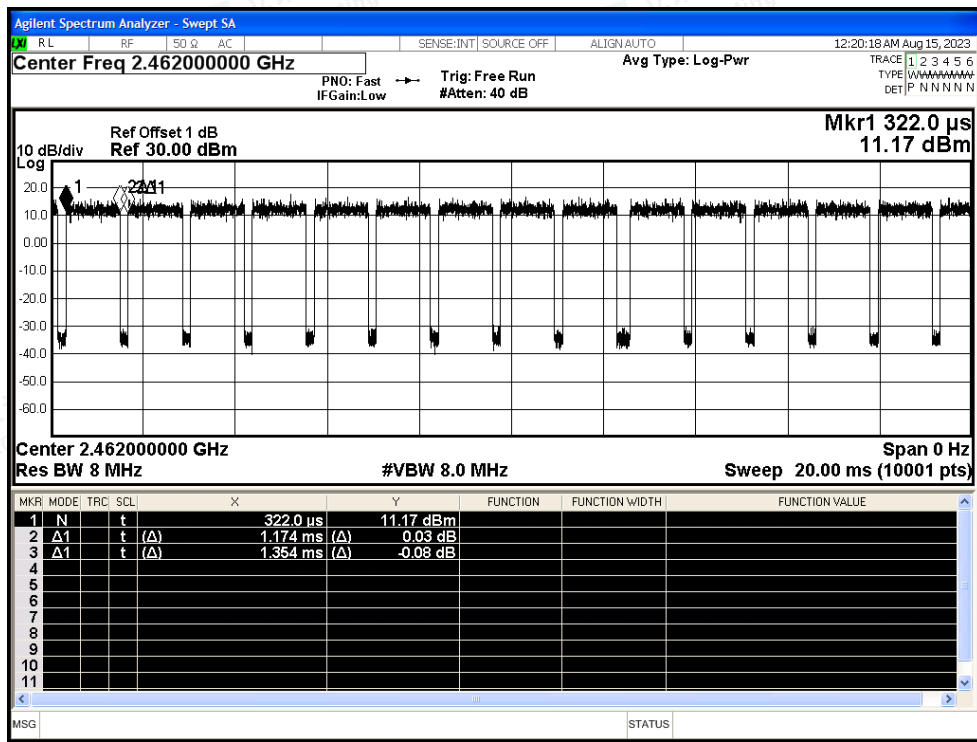 Agilent Spectrum Analyzer - Swept SA
LXI RL RF 50 Ω AC SENSE:INT SOURCE OFF ALIGN AUTO 12:20:18 AM Aug 15, 2023
Center Freq 2.462000000 GHz Avg Type: Log-Pwr TRACE 1 2 3 4 5 6
PNO: Fast Trig: Free Run TYPE
IFGain:Low #Atten: 40 dB DET P N N N N N
Mkr1 322.0 µs
Ref Offset 1 dB
10 dB/div Ref 30.00 dBm 11.17 dBm
Log
20.0
10.0
0.00
-10.0
-20.0
-30.0
-40.0
-50.0
-60.0
1
Center 2.462000000 GHz Span 0 Hz
Res BW 8 MHz #VBW 8.0 MHz Sweep 20.00 ms (10001 pts)
MKR MODE TRC SCL X Y FUNCTION FUNCTION WIDTH FUNCTION VALUE
1 N t 322.0 µs 11.17 dBm
2 Δ1 t (Δ) 1.174 ms (Δ) 0.03 dB
3 Δ1 t (Δ) 1.354 ms (Δ) -0.08 dB
4
5
6
7
8
9
10
11
MSG STATUS